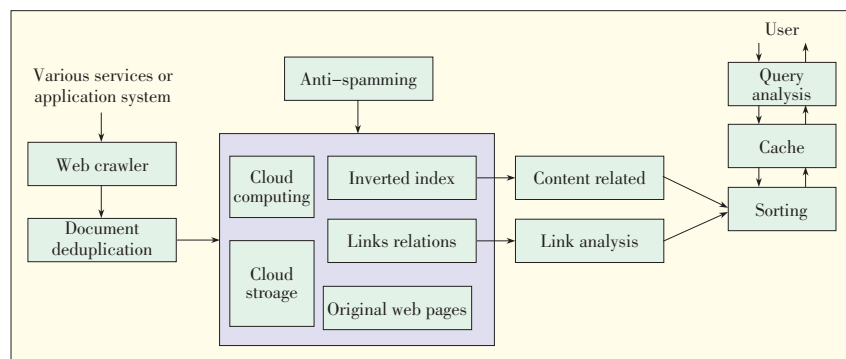 Various services or
application system
Web crawler
Document
deduplication
Anti-spamming
Cloud
computing
Cloud
stroage
Inverted index
Links relations
Original web pages
Content related
Link analysis
User
Query
analysis
Cache
Sorting